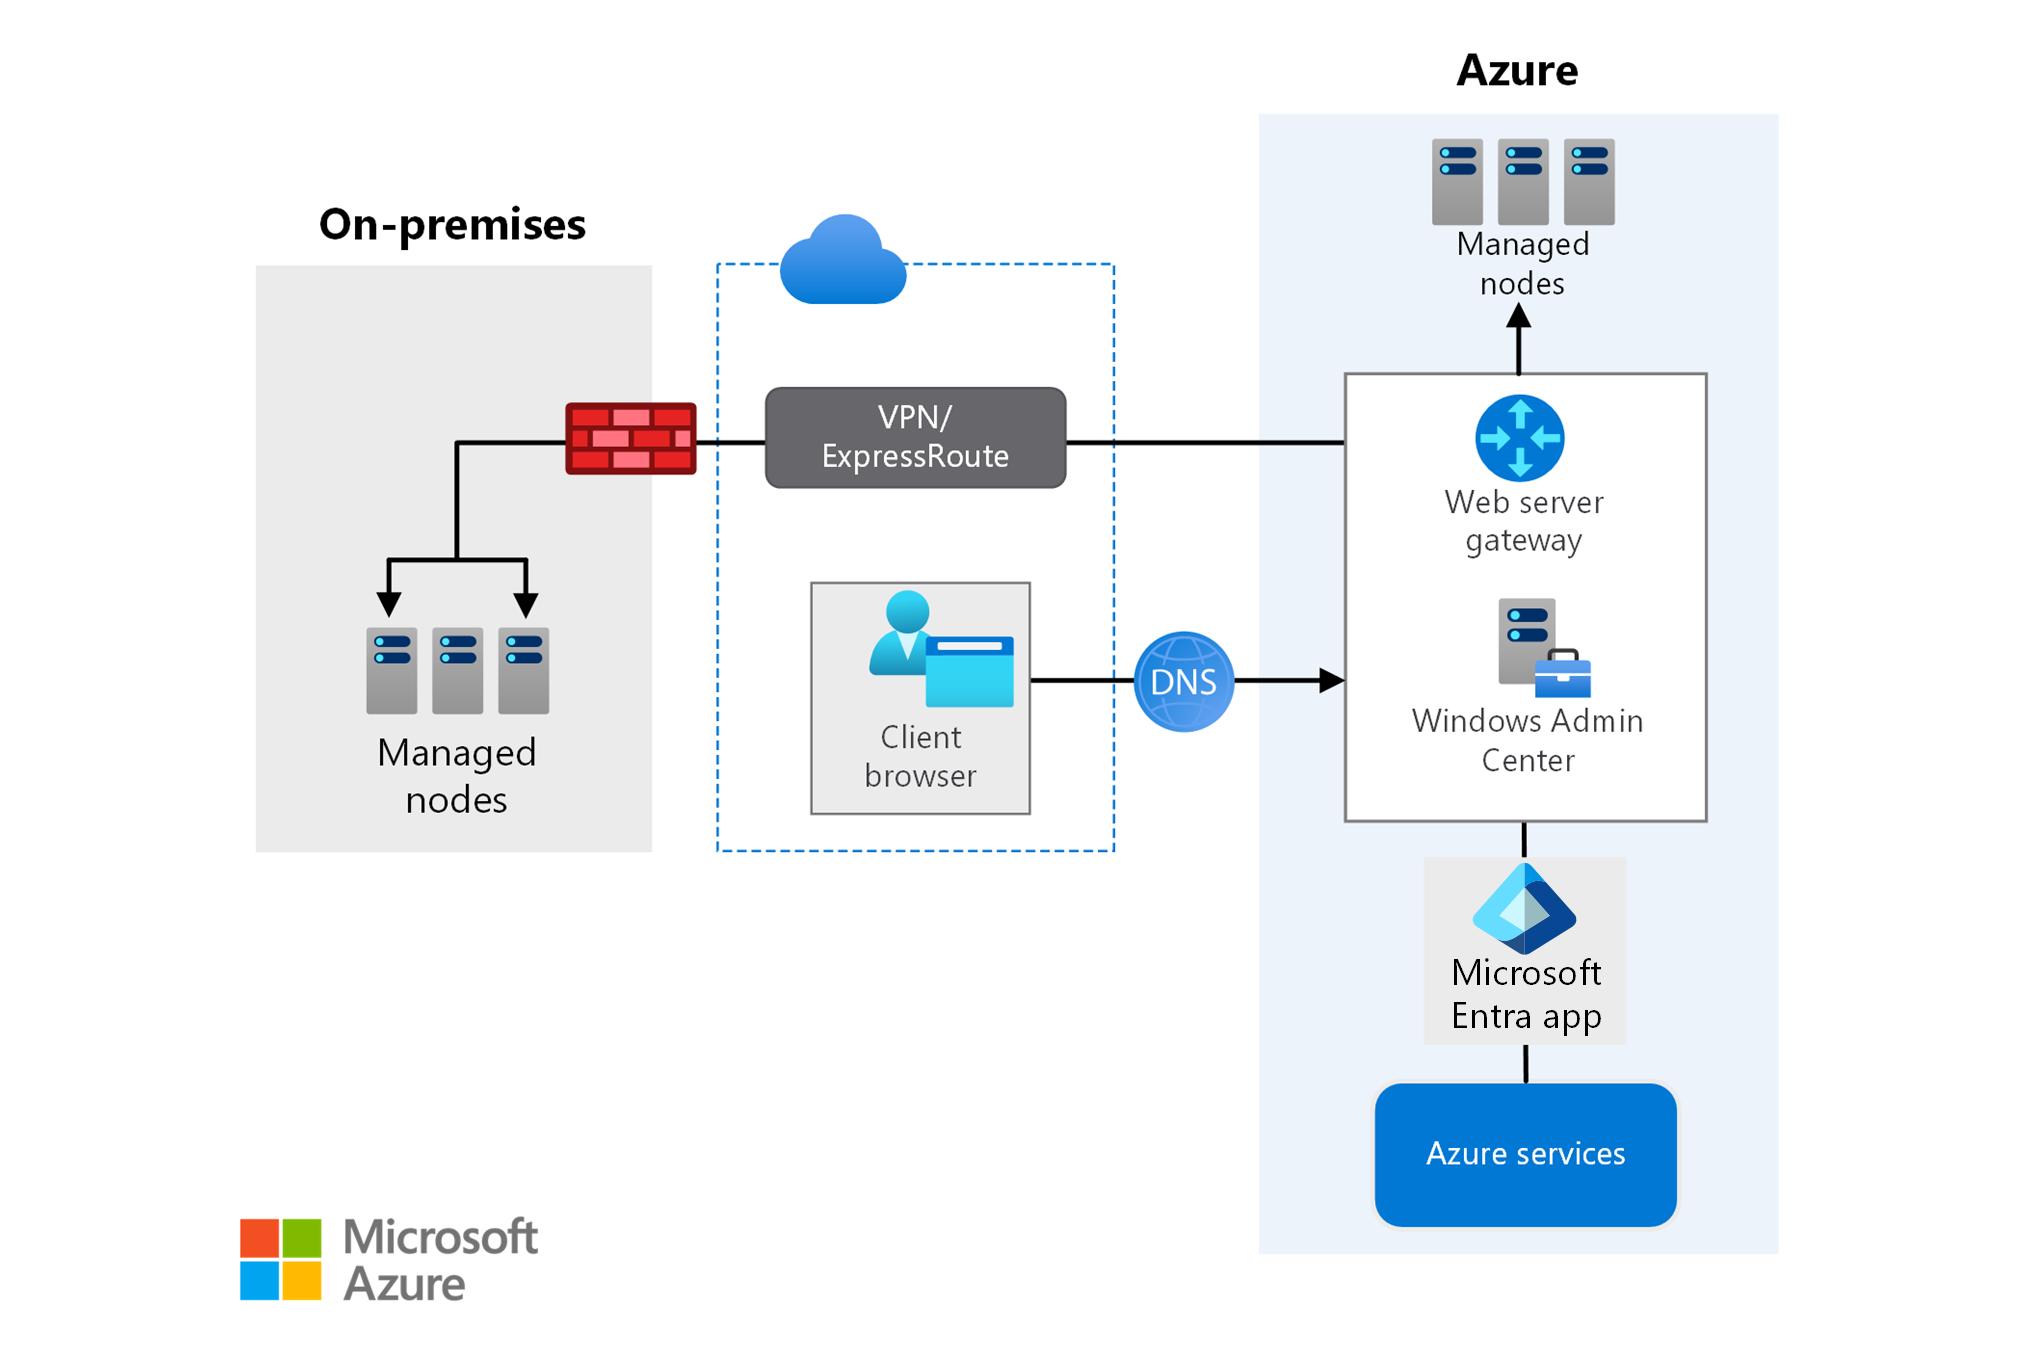 Azure
Managed
nodes
On-premises
VPN/
ExpressRoute
Web server
gateway
Client
browser
DNS
Windows Admin
Center
Managed
nodes
Microsoft
Entra app
Azure services
Microsoft
Azure